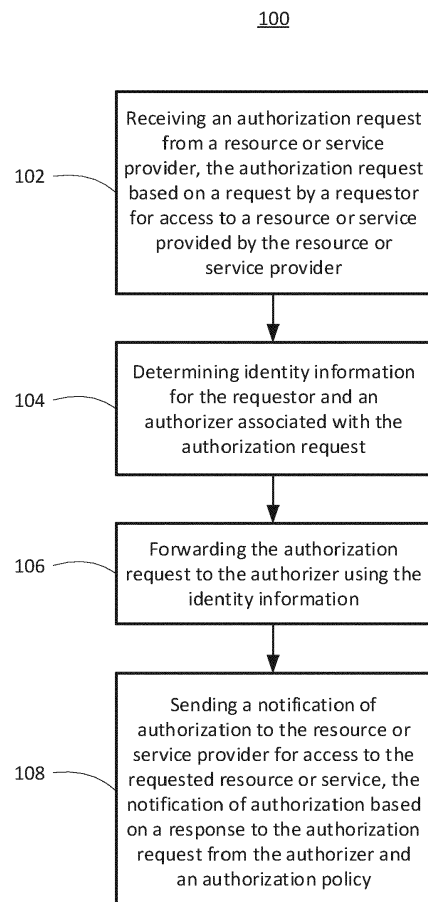 100
102
Receiving an authorization request
from a resource or service
provider, the authorization request
based on a request by a requestor
for access to a resource or service
provided by the resource or
service provider
104
Determining identity information
for the requestor and an
authorizer associated with the
authorization request
106
Forwarding the authorization
request to the authorizer using the
identity information
108
Sending a notification of
authorization to the resource or
service provider for access to the
requested resource or service, the
notification of authorization based
on a response to the authorization
request from the authorizer and
an authorization policy